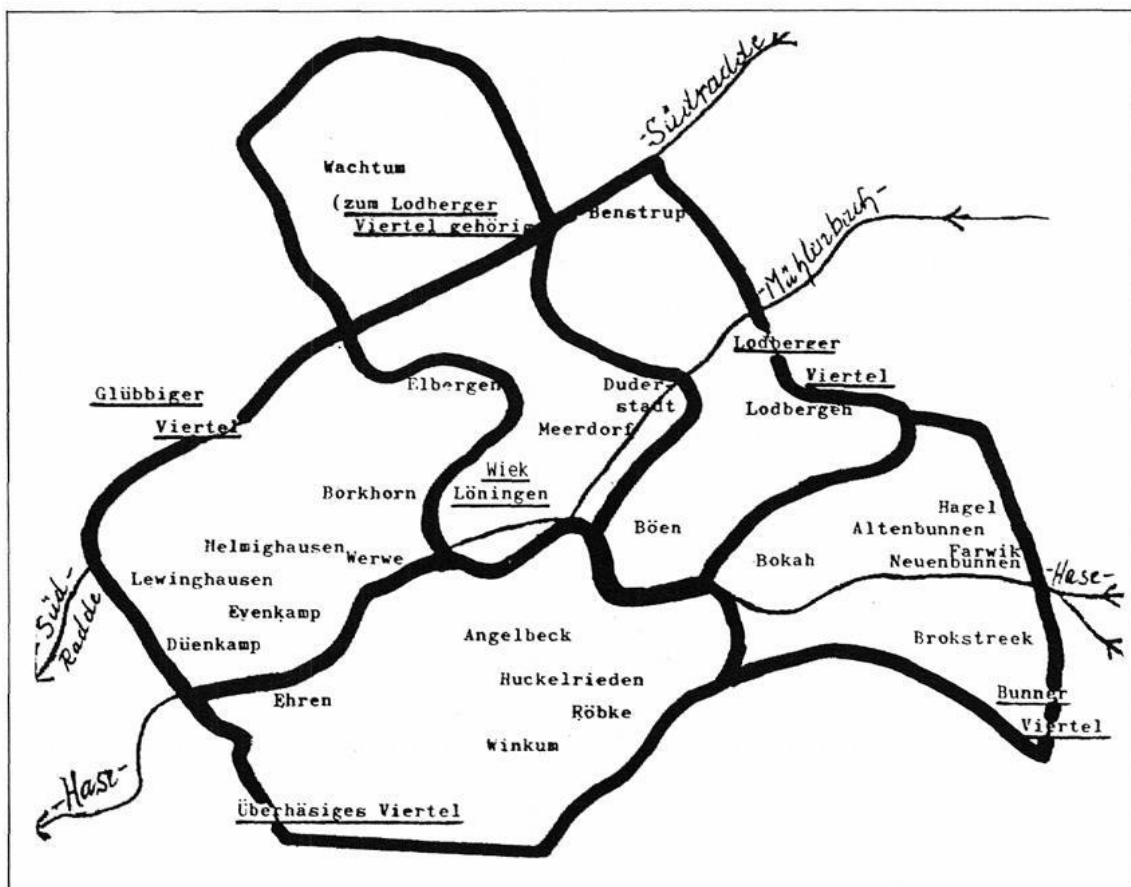 -Südradde-
Wachtum
(zum Lodberger
Viertel gehörig
Benstrup
-Mühlenbach-
Lodberger
Viertel
Glübbiger
Viertel
Elbergen
Duder-
stadt
Lodbergen
Meerdorf
Wiek
Löningen
Borkhorn
Hagel
Altenbunnen
Böen
Helmighausen
Werwe
Bokah
Farwik
Neuenbunnen
-Hase-
Lewinghausen
Evenkamp
-Süd-
Radde
Düenkamp
Angelbeck
Brokstreek
Huckelrieden
Ehren
Röbke
Bunner
Viertel
Winkum
-Hase-
Überhäsiges Viertel